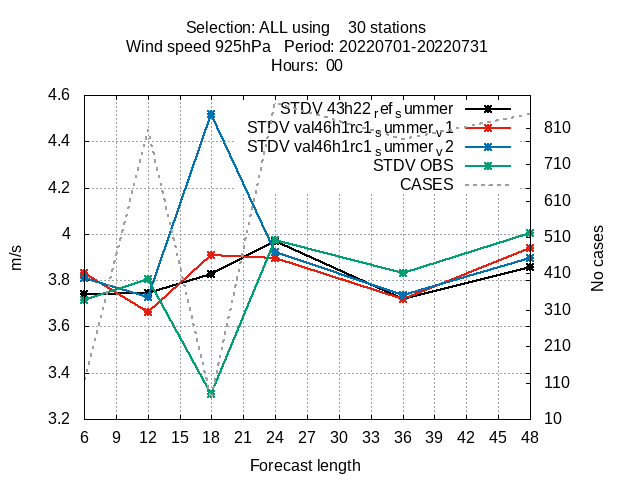 Selection: ALL using    30 stations
Wind speed 925hPa   Period: 20220701-20220731
Hours:  00
4.6
4.4
4.2
4
3.8
3.6
3.4
3.2
m/s
STDV 43h22_ref_summer
STDV val46h1rc1_summer_v1
STDV val46h1rc1_summer_v2
STDV OBS
CASES
810
710
610
510
410
310
210
110
10
No cases
6 9 12 15 18 21 24 27 30 33 36 39 42 45 48
Forecast length